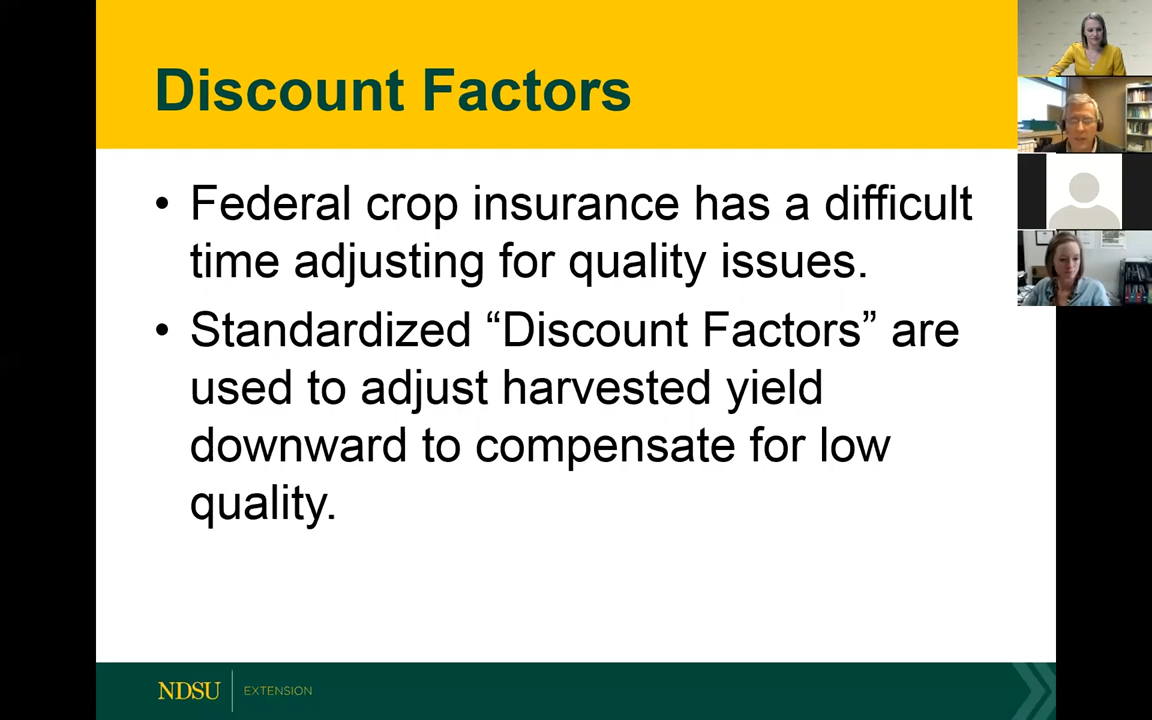 Discount Factors
• Federal crop insurance has a difficult
time adjusting for quality issues.
• Standardized “Discount Factors” are
used to adjust harvested yield
downward to compensate for low
quality.
NDSU EXTENSION